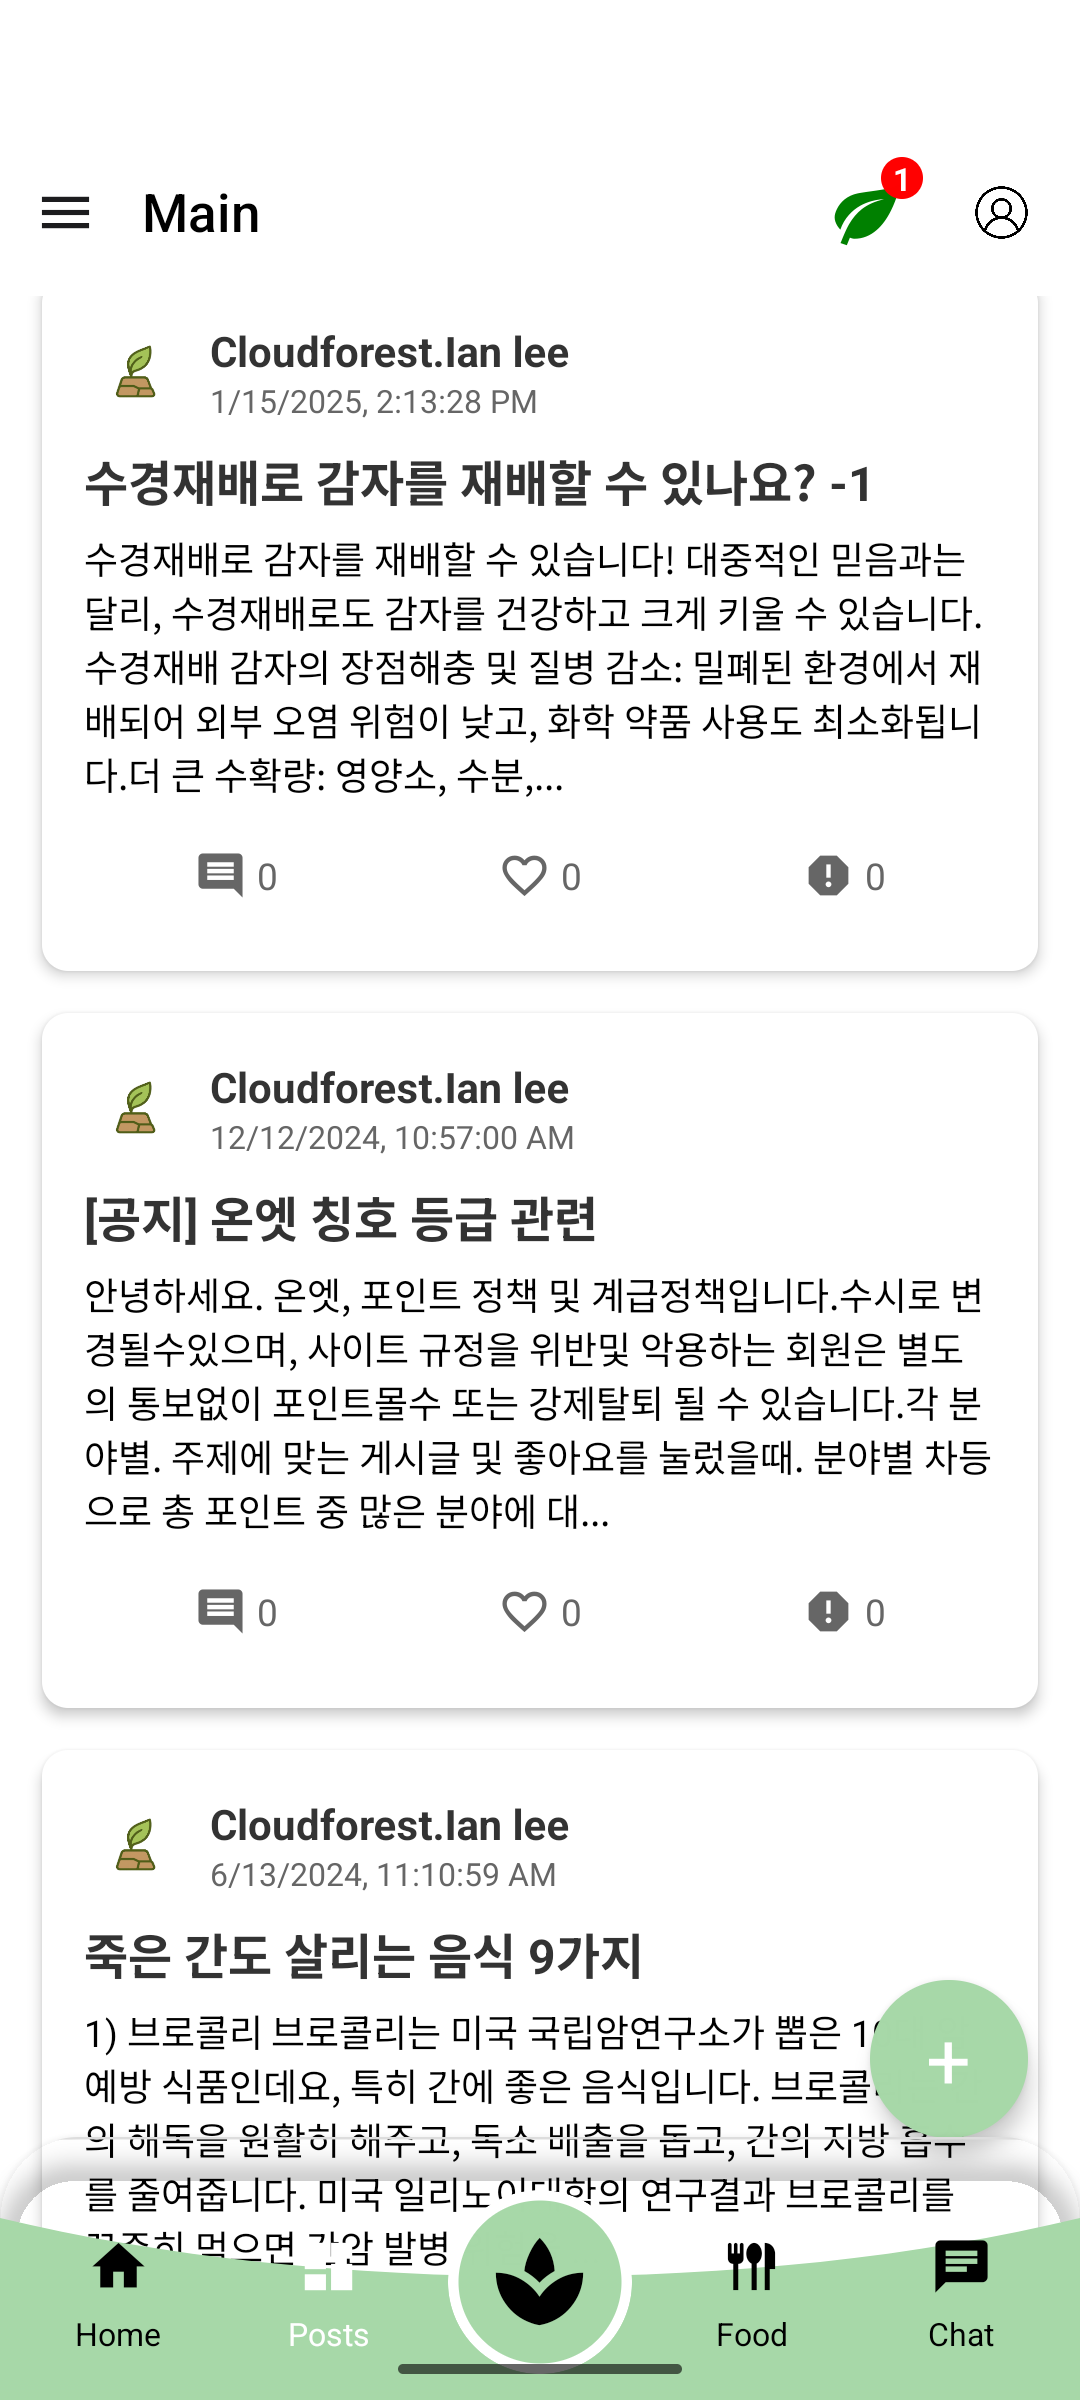 Main
1
Cloudforest.Ian lee
1/15/2025, 2:13:28 PM
수경재배로 감자를 재배할 수 있나요? -1
수경재배로 감자를 재배할 수 있습니다! 대중적인 믿음과는
달리, 수경재배로도 감자를 건강하고 크게 키울 수 있습니다.
수경재배 감자의 장점해충 및 질병 감소: 밀폐된 환경에서 재
배되어 외부 오염 위험이 낮고, 화학 약품 사용도 최소화됩니
다.더 큰 수확량: 영양소, 수분,...
0
0
0
Cloudforest.Ian lee
12/12/2024, 10:57:00 AM
[공지] 온엣 칭호 등급 관련
안녕하세요. 온엣, 포인트 정책 및 계급정책입니다.수시로 변
경될수있으며, 사이트 규정을 위반및 악용하는 회원은 별도
의 통보없이 포인트몰수 또는 강제탈퇴 될 수 있습니다.각 분
야별. 주제에 맞는 게시글 및 좋아요를 눌렀을때. 분야별 차등
으로 총 포인트 중 많은 분야에 대...
0
0
0
Cloudforest.Ian lee
6/13/2024, 11:10:59 AM
죽은 간도 살리는 음식 9가지
1) 브로콜리 브로콜리는 미국 국립암연구소가 뽑은
예방 식품인데요, 특히 간에 좋은 음식입니다.
의 해독을 원활히 해주고, 독소 배출을 돕고, 간의 지방 흡수
를 줄여줍니다. 미국 일리노이대학의 연구결과 브로콜리를
먹으면 발병
Home
Posts
Food
Chat